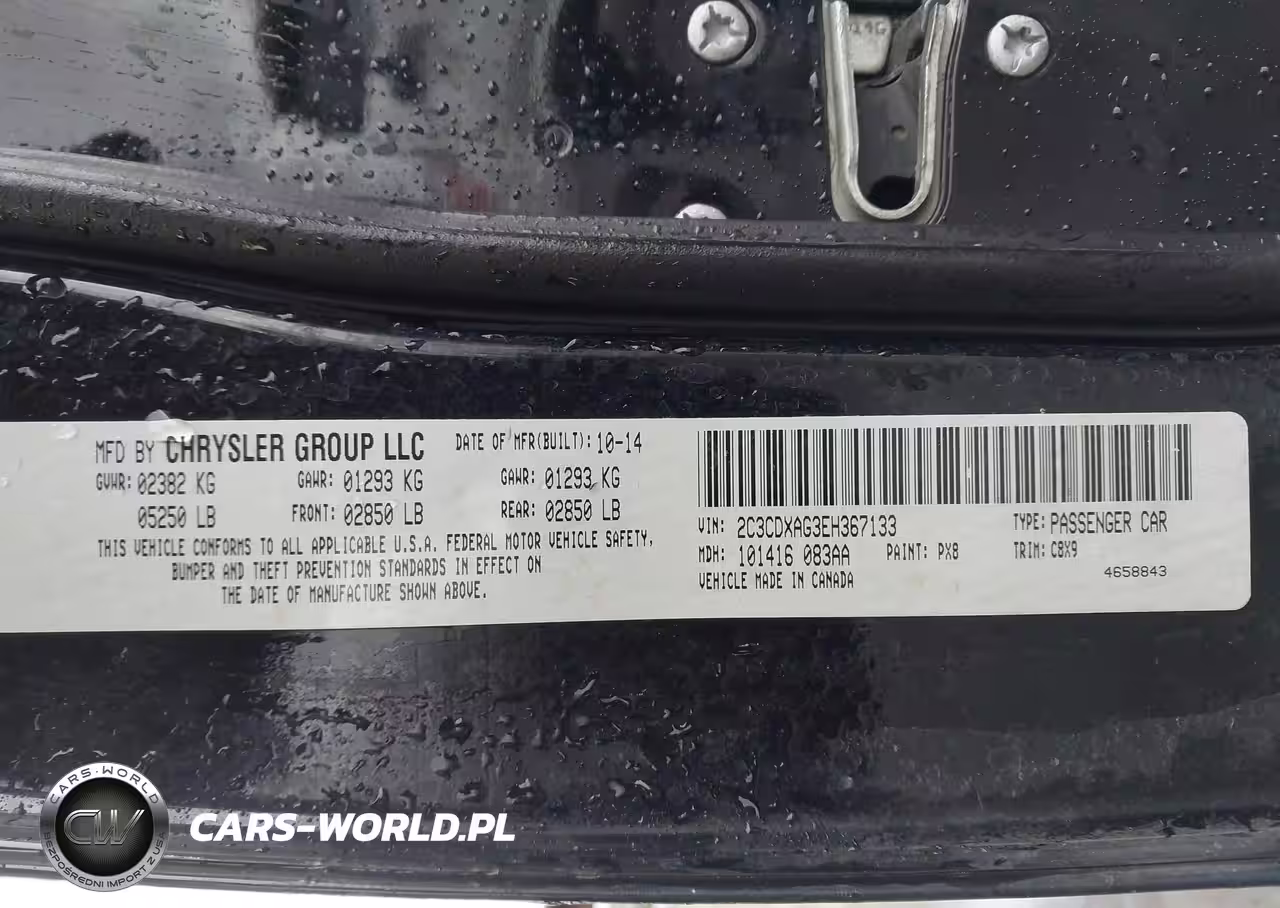 MFD BY CHRYSLER GROUP LLC DATE OF MFR(BUILT): 10-14
GVWR: 02382 KG GAWR: 01293 KG GAWR: 01293 KG
05250 LB FRONT: 02850 LB REAR: 02850 LB
THIS VEHICLE CONFORMS TO ALL APPLICABLE U.S.A. FEDERAL MOTOR VEHICLE SAFETY,
BUMPER AND THEFT PREVENTION STANDARDS IN EFFECT ON
THE DATE OF MANUFACTURE SHOWN ABOVE.
VIN: 2C3CDXAG3EH367133 TYPE: PASSENGER CAR
MDH: 101416 083AA PAINT: PX8 TRIM: C8X9
VEHICLE MADE IN CANADA 4658843
CARS-WORLD
CW
BEZPOŚREDNI IMPORT Z USA
CARS-WORLD.PL